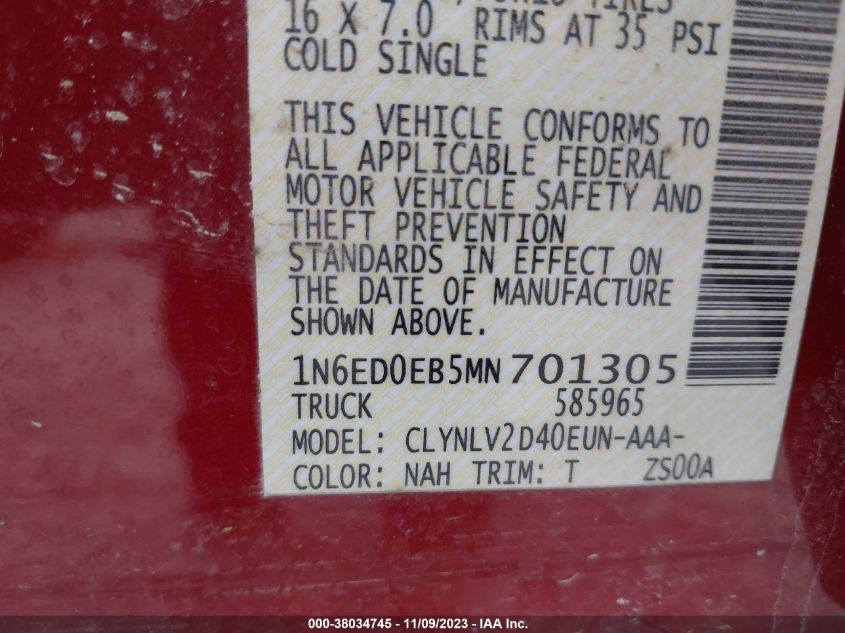 16 X 7.0 RIMS AT 35 PSI
COLD SINGLE
THIS VEHICLE CONFORMS TO
ALL APPLICABLE FEDERAL
MOTOR VEHICLE SAFETY AND
THEFT PREVENTION
STANDARDS IN EFFECT ON
THE DATE OF MANUFACTURE
SHOWN ABOVE.
1N6ED0EB5MN701305
TRUCK 585965
MODEL: CLYNLV2D40EUN-AAA-
COLOR: NAH TRIM: T ZS00A
000-38034745 - 11/09/2023 - IAA Inc.